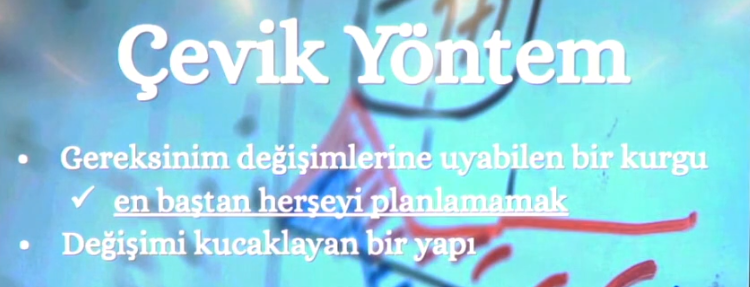 Çevik Yöntem
• Gereksinim değişimlerine uyabilen bir kurgu
✓ en baştan herşeyi planlamamak
• Değişimi kucaklayan bir yapı